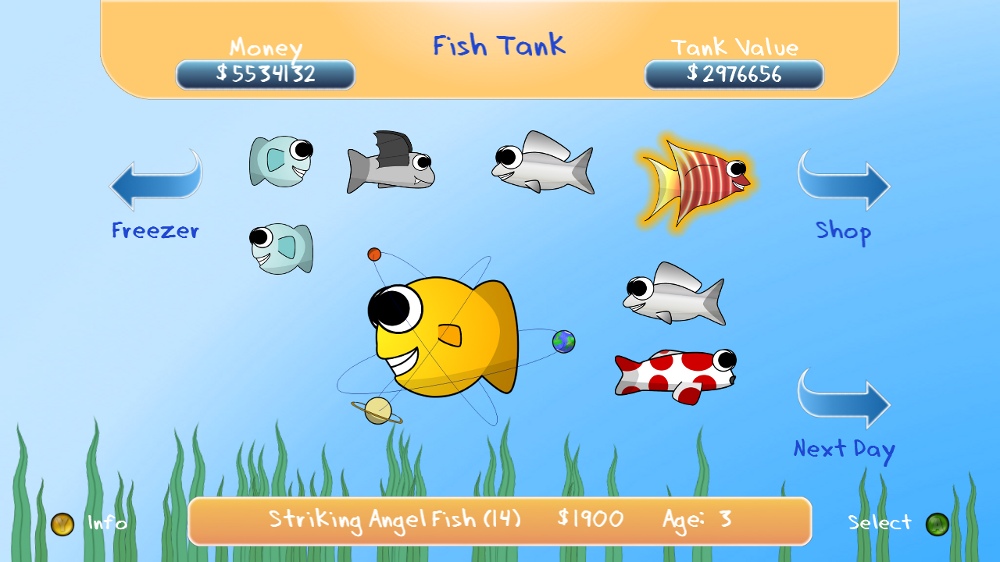 Fish Tank
Money
$5534132
Tank Value
$2976656
Freezer
Shop
Next Day
Y Info
Striking Angel Fish (14) $1900 Age: 3
Select A